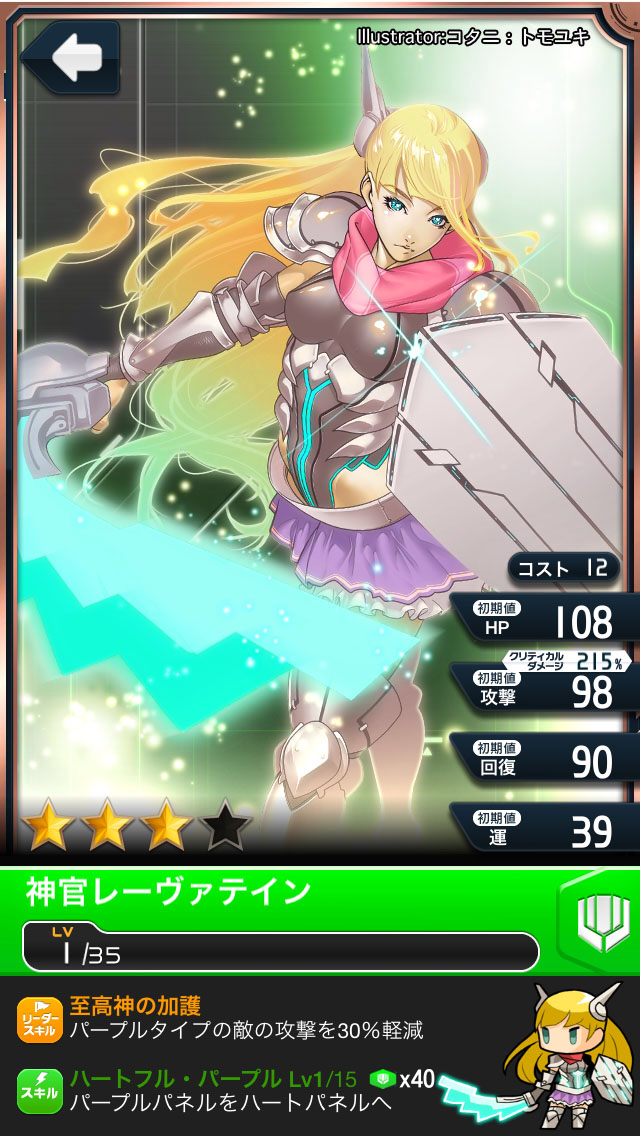 Illustrator:コタニ:トモユキ
コスト 12
初期値
HP 108
クリティカル
ダメージ 215%
初期値
攻撃 98
初期値
回復 90
初期値
運 39
神官レーヴァテイン
LV
1/35
リーダー
スキル
至高神の加護
パープルタイプの敵の攻撃を30%軽減
スキル
ハートフル・パープル Lv1/15 x40
パープルパネルをハートパネルへ